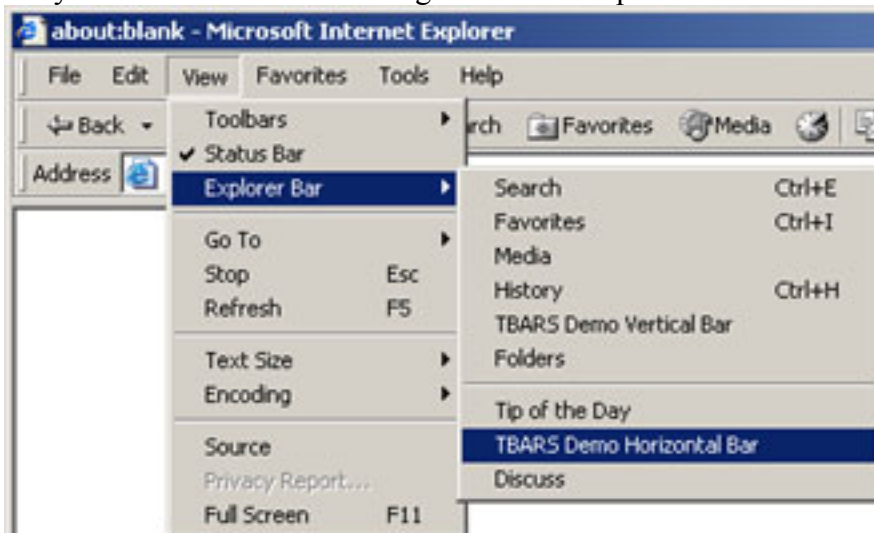 about:blank - Microsoft Internet Explorer
File Edit View Favorites Tools Help
Back Favorites Media
Address
Toolbars
Status Bar
Explorer Bar
Go To
Stop Esc
Refresh F5
Text Size
Encoding
Source
Privacy Report...
Full Screen F11
Search Ctrl+E
Favorites Ctrl+I
Media
History Ctrl+H
TBARS Demo Vertical Bar
Folders
Tip of the Day
TBARS Demo Horizontal Bar
Discuss